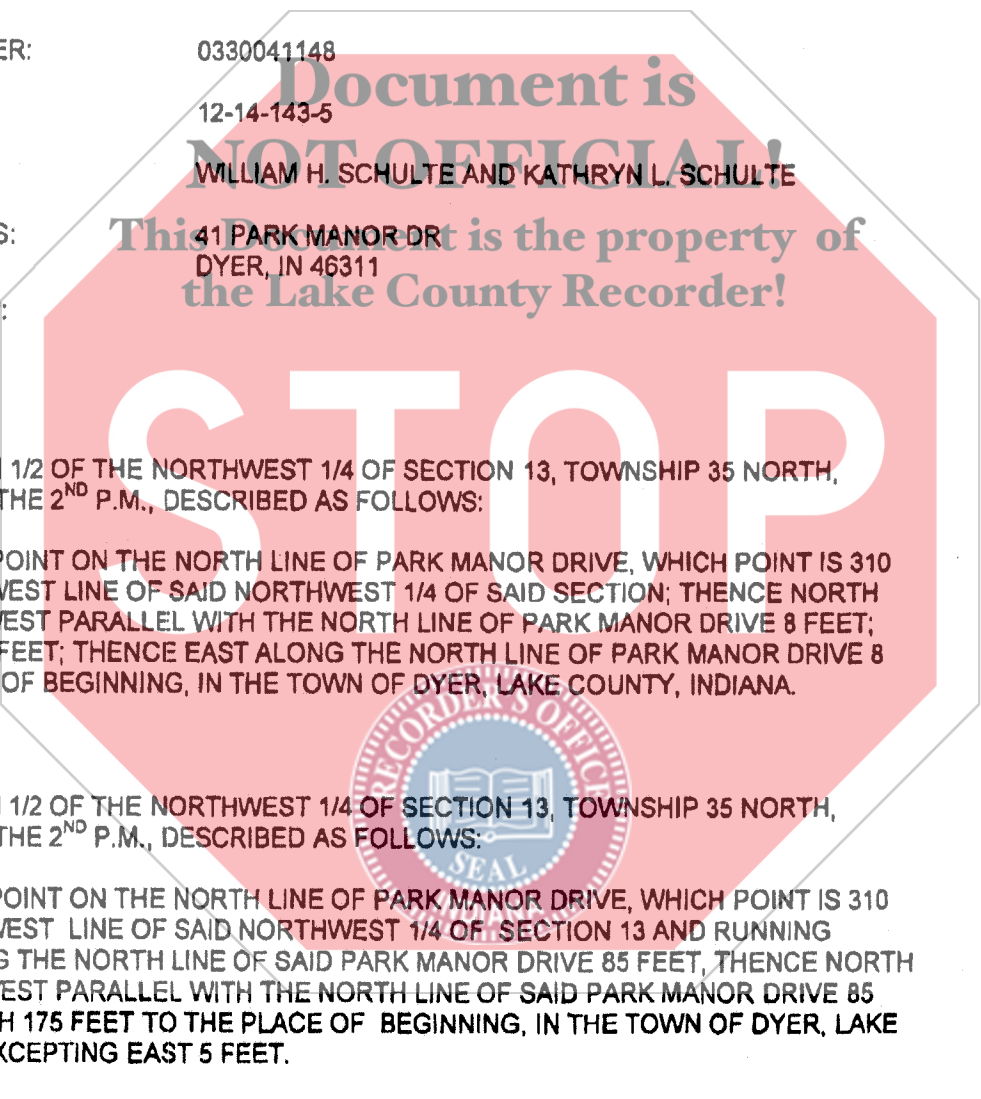 ER: 0330041148
Document is
12-14-143-5
NOT OFFICIAL!
WILLIAM H. SCHULTE AND KATHRYN L. SCHULTE
S: 41 PARK MANOR DR
This Document is the property of
DYER, IN 46311
the Lake County Recorder!
:
STOP
1/2 OF THE NORTHWEST 1/4 OF SECTION 13, TOWNSHIP 35 NORTH,
THE 2ND P.M., DESCRIBED AS FOLLOWS:
POINT ON THE NORTH LINE OF PARK MANOR DRIVE, WHICH POINT IS 310
WEST LINE OF SAID NORTHWEST 1/4 OF SAID SECTION; THENCE NORTH
EST PARALLEL WITH THE NORTH LINE OF PARK MANOR DRIVE 8 FEET;
FEET; THENCE EAST ALONG THE NORTH LINE OF PARK MANOR DRIVE 8
OF BEGINNING, IN THE TOWN OF DYER, LAKE COUNTY, INDIANA.
RECORDER'S OFFICE
1/2 OF THE NORTHWEST 1/4 OF SECTION 13, TOWNSHIP 35 NORTH,
THE 2ND P.M., DESCRIBED AS FOLLOWS:
SEAL
INDIANA
POINT ON THE NORTH LINE OF PARK MANOR DRIVE, WHICH POINT IS 310
WEST LINE OF SAID NORTHWEST 1/4 OF SECTION 13 AND RUNNING
G THE NORTH LINE OF SAID PARK MANOR DRIVE 85 FEET, THENCE NORTH
EST PARALLEL WITH THE NORTH LINE OF SAID PARK MANOR DRIVE 85
H 175 FEET TO THE PLACE OF BEGINNING, IN THE TOWN OF DYER, LAKE
XCEPTING EAST 5 FEET.